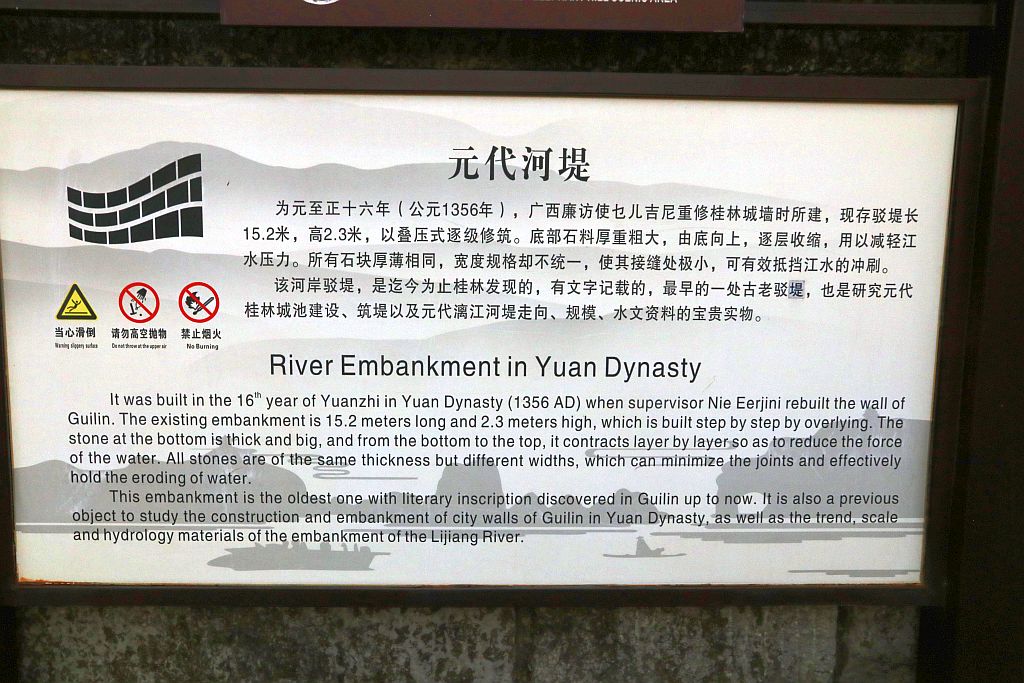 ELEPHANT HILL SCENIC AREA
元代河堤
为元至正十六年（公元1356年），广西廉访使乜儿吉尼重修桂林城墙时所建，现存驳堤长
15.2米，高2.3米，以叠压式逐级修筑。底部石料厚重粗大，由底向上，逐层收缩，用以减轻江
水压力。所有石块厚薄相同，宽度规格却不统一，使其接缝处极小，可有效抵挡江水的冲刷。
该河岸驳堤，是迄今为止桂林发现的，有文字记载的，最早的一处古老驳堤，也是研究元代
桂林城池建设、筑堤以及元代漓江河堤走向、规模、水文资料的宝贵实物。
当心滑倒
Warning slippery surface
请勿高空抛物
Do not throw at the upper air
禁止烟火
No Burning
River Embankment in Yuan Dynasty
It was built in the 16th year of Yuanzhi in Yuan Dynasty (1356 AD) when supervisor Nie Eerjini rebuilt the wall of
Guilin. The existing embankment is 15.2 meters long and 2.3 meters high, which is built step by step by overlying. The
stone at the bottom is thick and big, and from the bottom to the top, it contracts layer by layer so as to reduce the force
of the water. All stones are of the same thickness but different widths, which can minimize the joints and effectively
hold the eroding of water.
This embankment is the oldest one with literary inscription discovered in Guilin up to now. It is also a previous
object to study the construction and embankment of city walls of Guilin in Yuan Dynasty, as well as the trend, scale
and hydrology materials of the embankment of the Lijiang River.